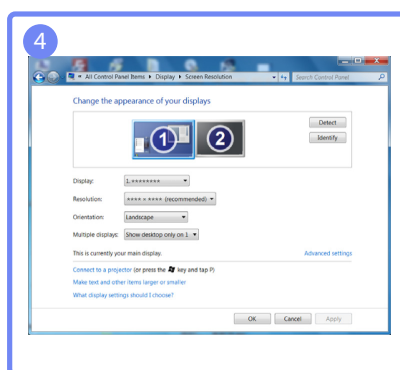 4
All Control Panel Items ▸ Display ▸ Screen Resolution
Search Control Panel
Change the appearance of your displays
1 2
Detect
Identify
Display: 1. ********
Resolution: **** × **** (recommended)
Orientation: Landscape
Multiple displays: Show desktop only on 1
This is currently your main display. Advanced settings
Connect to a projector (or press the key and tap P)
Make text and other items larger or smaller
What display settings should I choose?
OK Cancel Apply